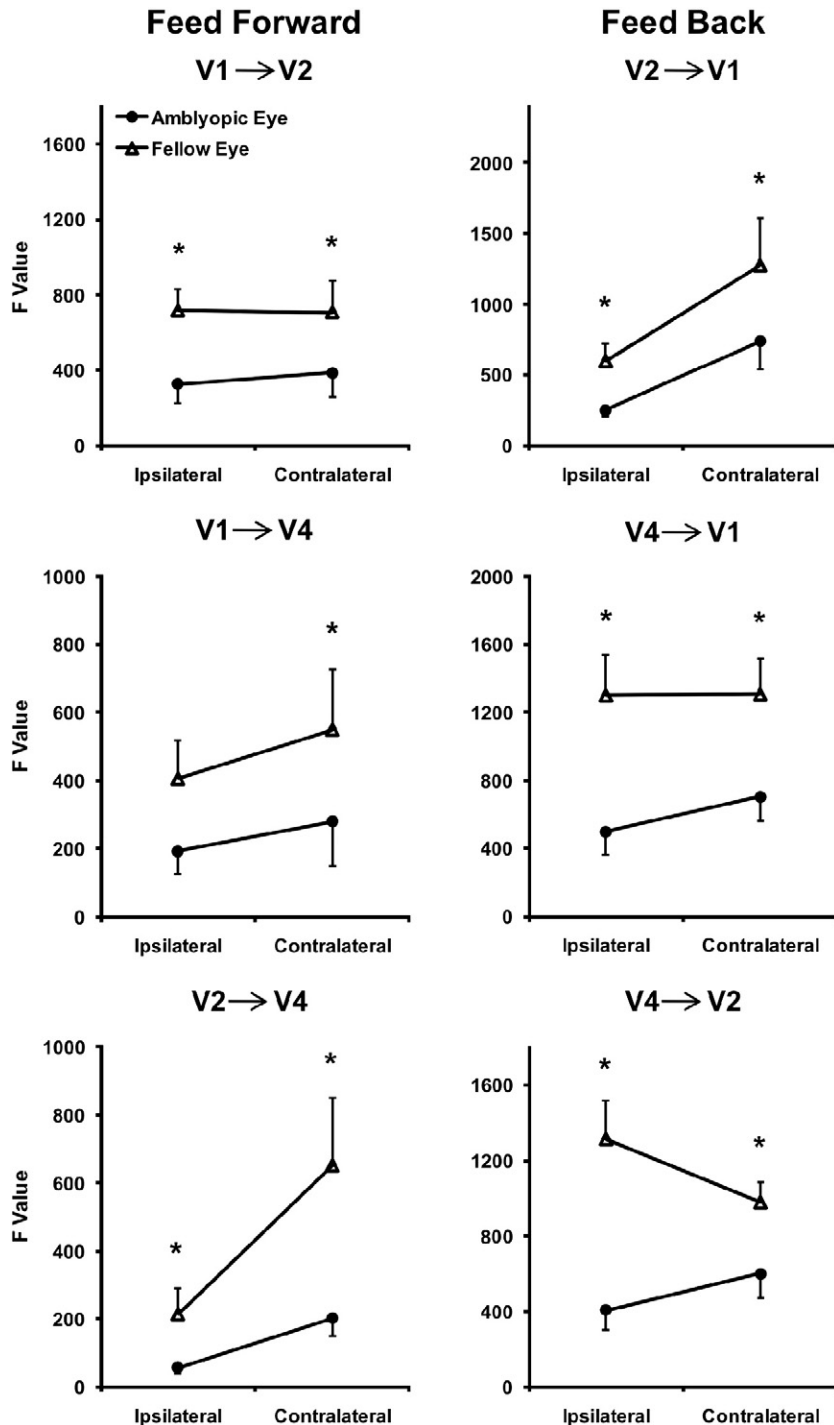 Feed Forward
Feed Back
V1 → V2
V2 → V1
Amblyopic Eye
Fellow Eye
F Value
1600
1200
800
400
0
*
*
Ipsilateral
Contralateral
2000
1500
1000
500
0
*
*
Ipsilateral
Contralateral
V1 → V4
V4 → V1
F Value
1000
800
600
400
200
0
*
Ipsilateral
Contralateral
2000
1600
1200
800
400
0
*
*
Ipsilateral
Contralateral
V2 → V4
V4 → V2
F Value
1000
800
600
400
200
0
*
*
Ipsilateral
Contralateral
1600
1200
800
400
0
*
*
Ipsilateral
Contralateral